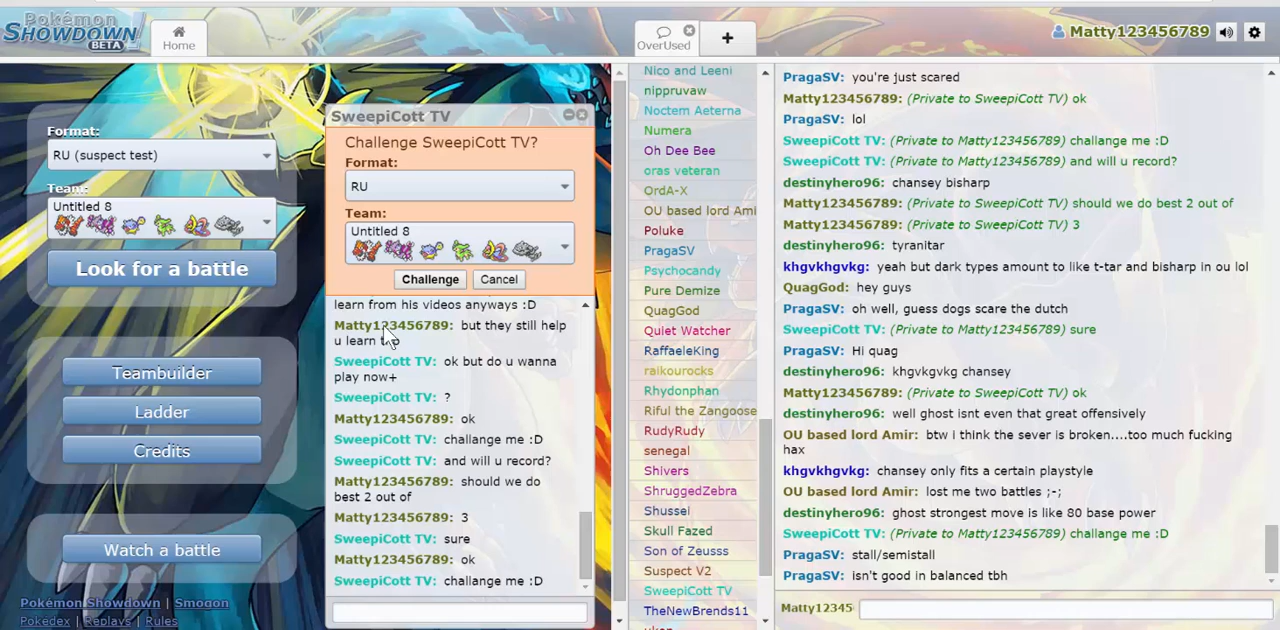 Pokémon
SHOWDOWN
BETA
Home
OverUsed
+
Matty123456789
Format:
RU (suspect test)
Team:
Untitled 8
Look for a battle
Teambuilder
Ladder
Credits
Watch a battle
Pokémon Showdown | Smogon
Pokédex | Replays | Rules
SweepiCott TV
Challenge SweepiCott TV?
Format:
RU
Team:
Untitled 8
Challenge Cancel
learn from his videos anyways :D
Matty123456789: but they still help
u learn
SweepiCott TV: ok but do u wanna
play now+
SweepiCott TV: ?
Matty123456789: ok
SweepiCott TV: challange me :D
SweepiCott TV: and will u record?
Matty123456789: should we do
best 2 out of
Matty123456789: 3
SweepiCott TV: sure
Matty123456789: ok
SweepiCott TV: challange me :D
Nico and Leeni
nippruvaw
Noctem Aeterna
Numera
Oh Dee Bee
oras veteran
OrdA-X
OU based lord Ami
Poluke
PragaSV
Psychocandy
Pure Demize
QuagGod
Quiet Watcher
RaffaeleKing
raikourocks
Rhydonphan
Riful the Zangoose
RudyRudy
senegal
Shivers
ShruggedZebra
Shussel
Skull Fazed
Son of Zeusss
Suspect V2
SweepiCott TV
TheNewBrends11
PragaSV: you're just scared
Matty123456789: (Private to SweepiCott TV) ok
PragaSV: lol
SweepiCott TV: (Private to Matty123456789) challange me :D
SweepiCott TV: (Private to Matty123456789) and will u record?
destinyhero96: chansey bisharp
Matty123456789: (Private to SweepiCott TV) should we do best 2 out of
Matty123456789: (Private to SweepiCott TV) 3
destinyhero96: tyranitar
khgvkhgvkg: yeah but dark types amount to like t-tar and bisharp in ou lol
QuagGod: hey guys
PragaSV: oh well, guess dogs scare the dutch
SweepiCott TV: (Private to Matty123456789) sure
PragaSV: Hi quag
destinyhero96: khgvkgvkg chansey
Matty123456789: (Private to SweepiCott TV) ok
destinyhero96: well ghost isnt even that great offensively
OU based lord Amir: btw i think the sever is broken....too much fucking
hax
khgvkhgvkg: chansey only fits a certain playstyle
OU based lord Amir: lost me two battles ;-;
destinyhero96: ghost strongest move is like 80 base power
SweepiCott TV: (Private to Matty123456789) challange me :D
PragaSV: stall/semistall
PragaSV: isn't good in balanced tbh
Matty12345